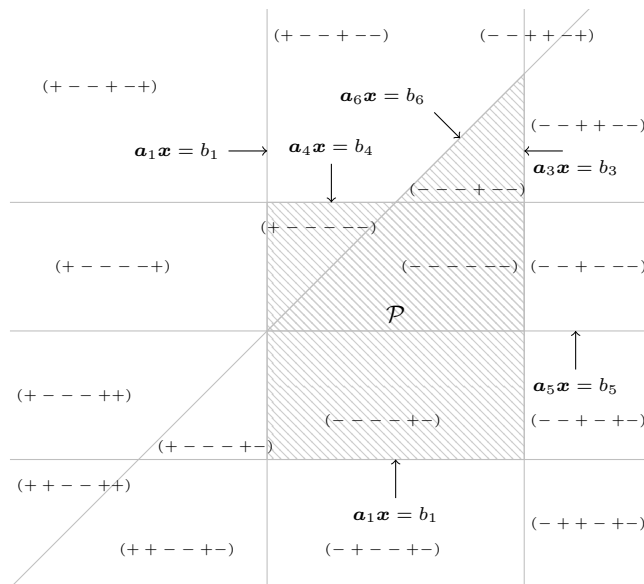 (+ − − + − −)
(− − + + − +)
(+ − − + − +)
a₆x = b₆
(− − + + − −)
a₁x = b₁
a₄x = b₄
a₃x = b₃
(− − − + − −)
(+ − − − − −)
(+ − − − − +)
(− − − − − −)
(− − + − − −)
𝒫
a₅x = b₅
(+ − − − + +)
(− − − − + −)
(− − + − + −)
(+ − − − + −)
(+ + − − + +)
a₁x = b₁
(− + + − + −)
(+ + − − + −)
(− + − − + −)